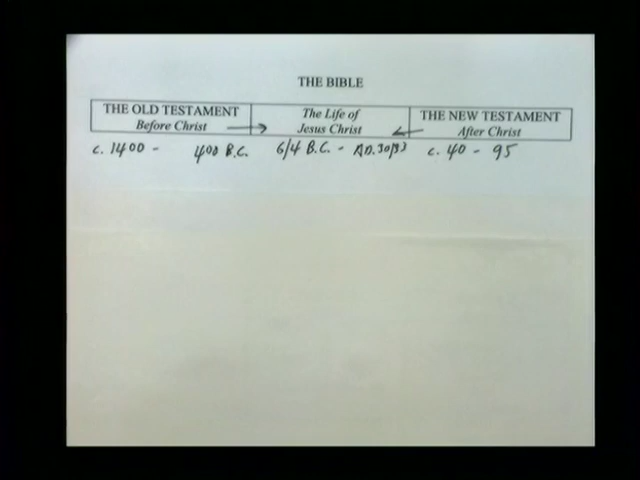 THE BIBLE
THE OLD TESTAMENT The Life of THE NEW TESTAMENT
Before Christ Jesus Christ After Christ
c. 1400 - 400 B.C. 6/4 B.C. - A.D. 30/33 c. 40 - 95